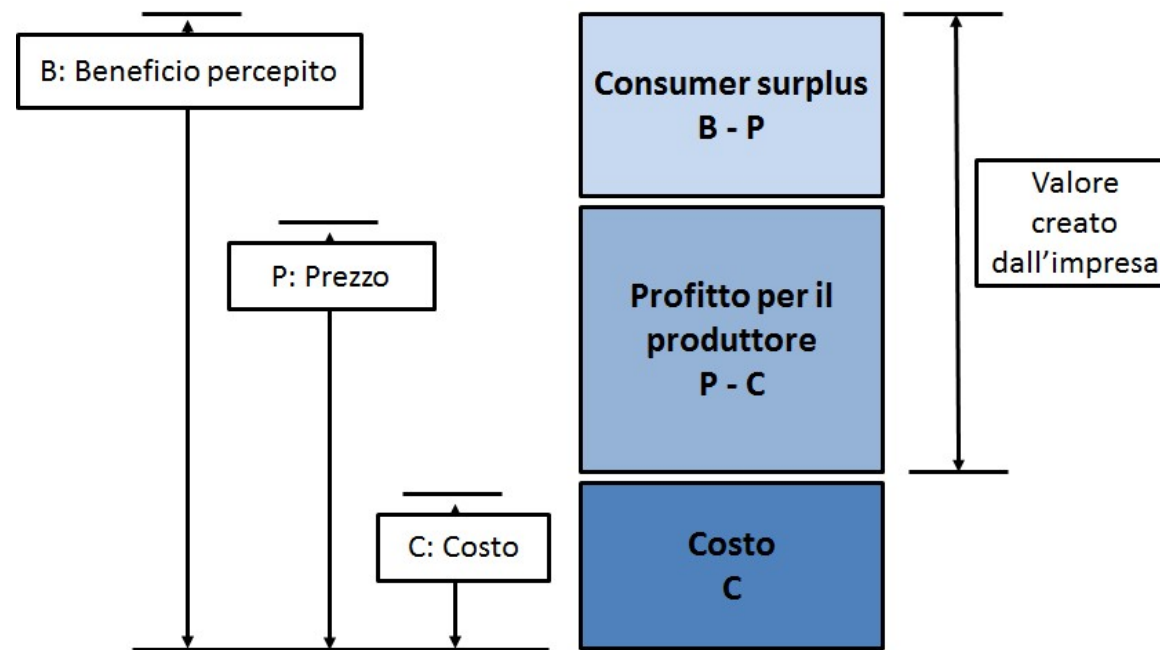 B: Beneficio percepito
P: Prezzo
C: Costo
Consumer surplus
B - P
Profitto per il
produttore
P - C
Costo
C
Valore
creato
dall’impresa